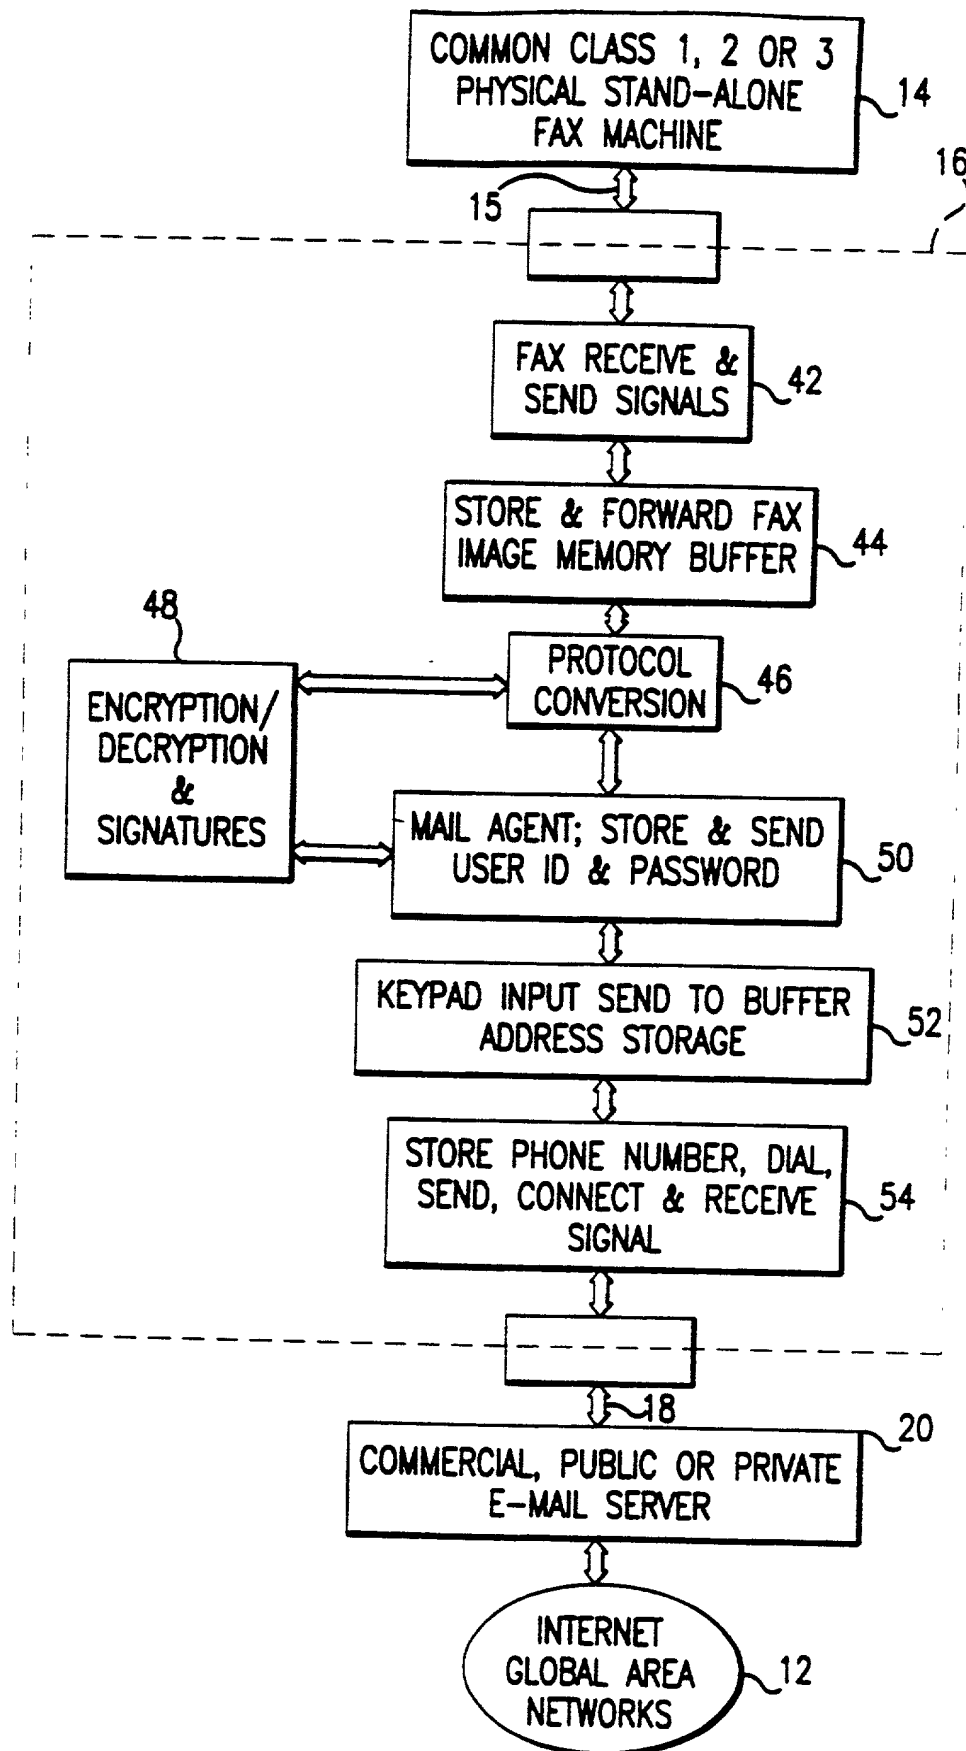 COMMON CLASS 1, 2 OR 3
PHYSICAL STAND-ALONE
FAX MACHINE
14
16
15
FAX RECEIVE &
SEND SIGNALS
42
STORE & FORWARD FAX
IMAGE MEMORY BUFFER
44
48
PROTOCOL
CONVERSION
46
ENCRYPTION/
DECRYPTION
&
SIGNATURES
MAIL AGENT; STORE & SEND
USER ID & PASSWORD
50
KEYPAD INPUT SEND TO BUFFER
ADDRESS STORAGE
52
STORE PHONE NUMBER, DIAL,
SEND, CONNECT & RECEIVE
SIGNAL
54
18
20
COMMERCIAL, PUBLIC OR PRIVATE
E-MAIL SERVER
INTERNET
GLOBAL AREA
NETWORKS
12